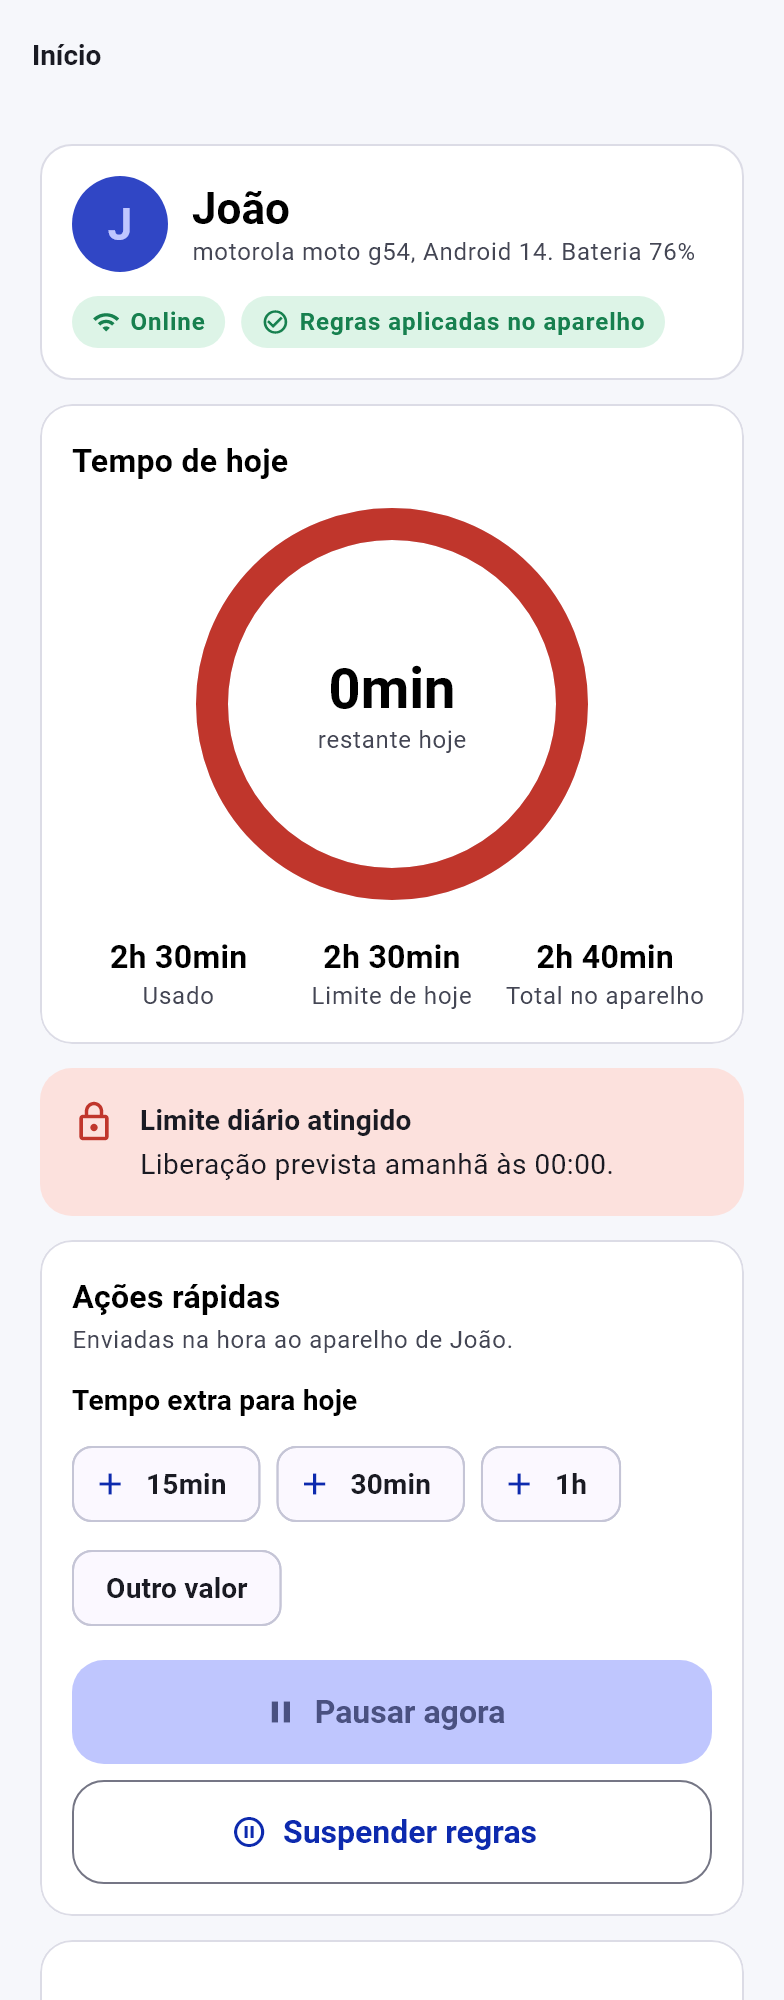 Início
J
João
motorola moto g54, Android 14. Bateria 76%
Online
Regras aplicadas no aparelho
Tempo de hoje
0min
restante hoje
2h 30min
Usado
2h 30min
Limite de hoje
2h 40min
Total no aparelho
Limite diário atingido
Liberação prevista amanhã às 00:00.
Ações rápidas
Enviadas na hora ao aparelho de João.
Tempo extra para hoje
+ 15min
+ 30min
+ 1h
Outro valor
Pausar agora
Suspender regras